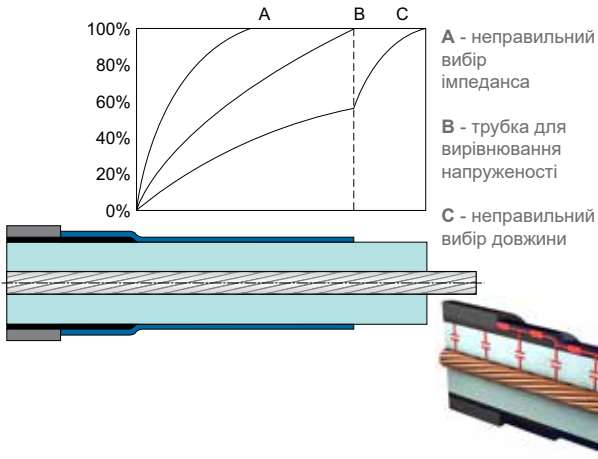 A B C
100%
80%
60%
40%
20%
0%
A - неправильний
вибір
імпеданса
B - трубка для
вирівнювання
напруженості
C - неправильний
вибір довжини